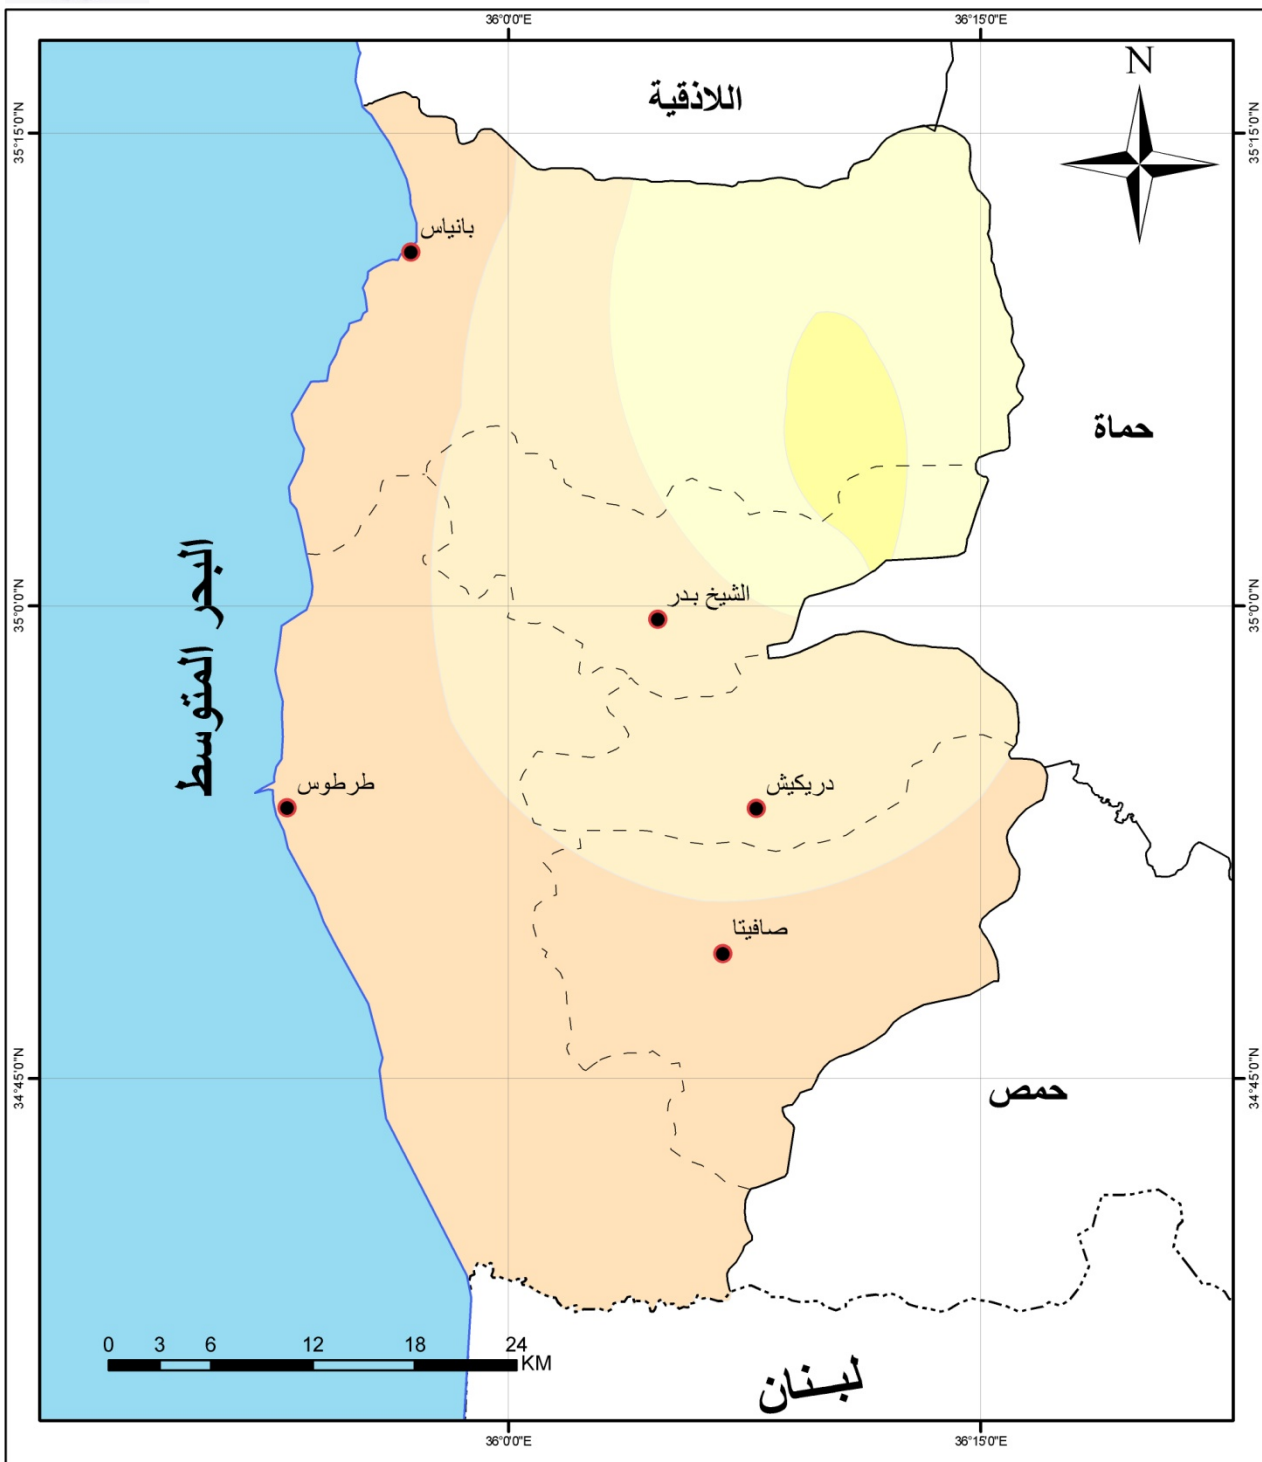 36°0'0"E
36°15'0"E
N
اللاذقية
35°15'0"N
35°15'0"N
بانياس
حماة
البحر المتوسط
35°0'0"N
35°0'0"N
الشيخ بدر
طرطوس
دريكيش
صافيتا
34°45'0"N
34°45'0"N
حمص
0 3 6 12 18 24
KM
لبنان
36°0'0"E
36°15'0"E